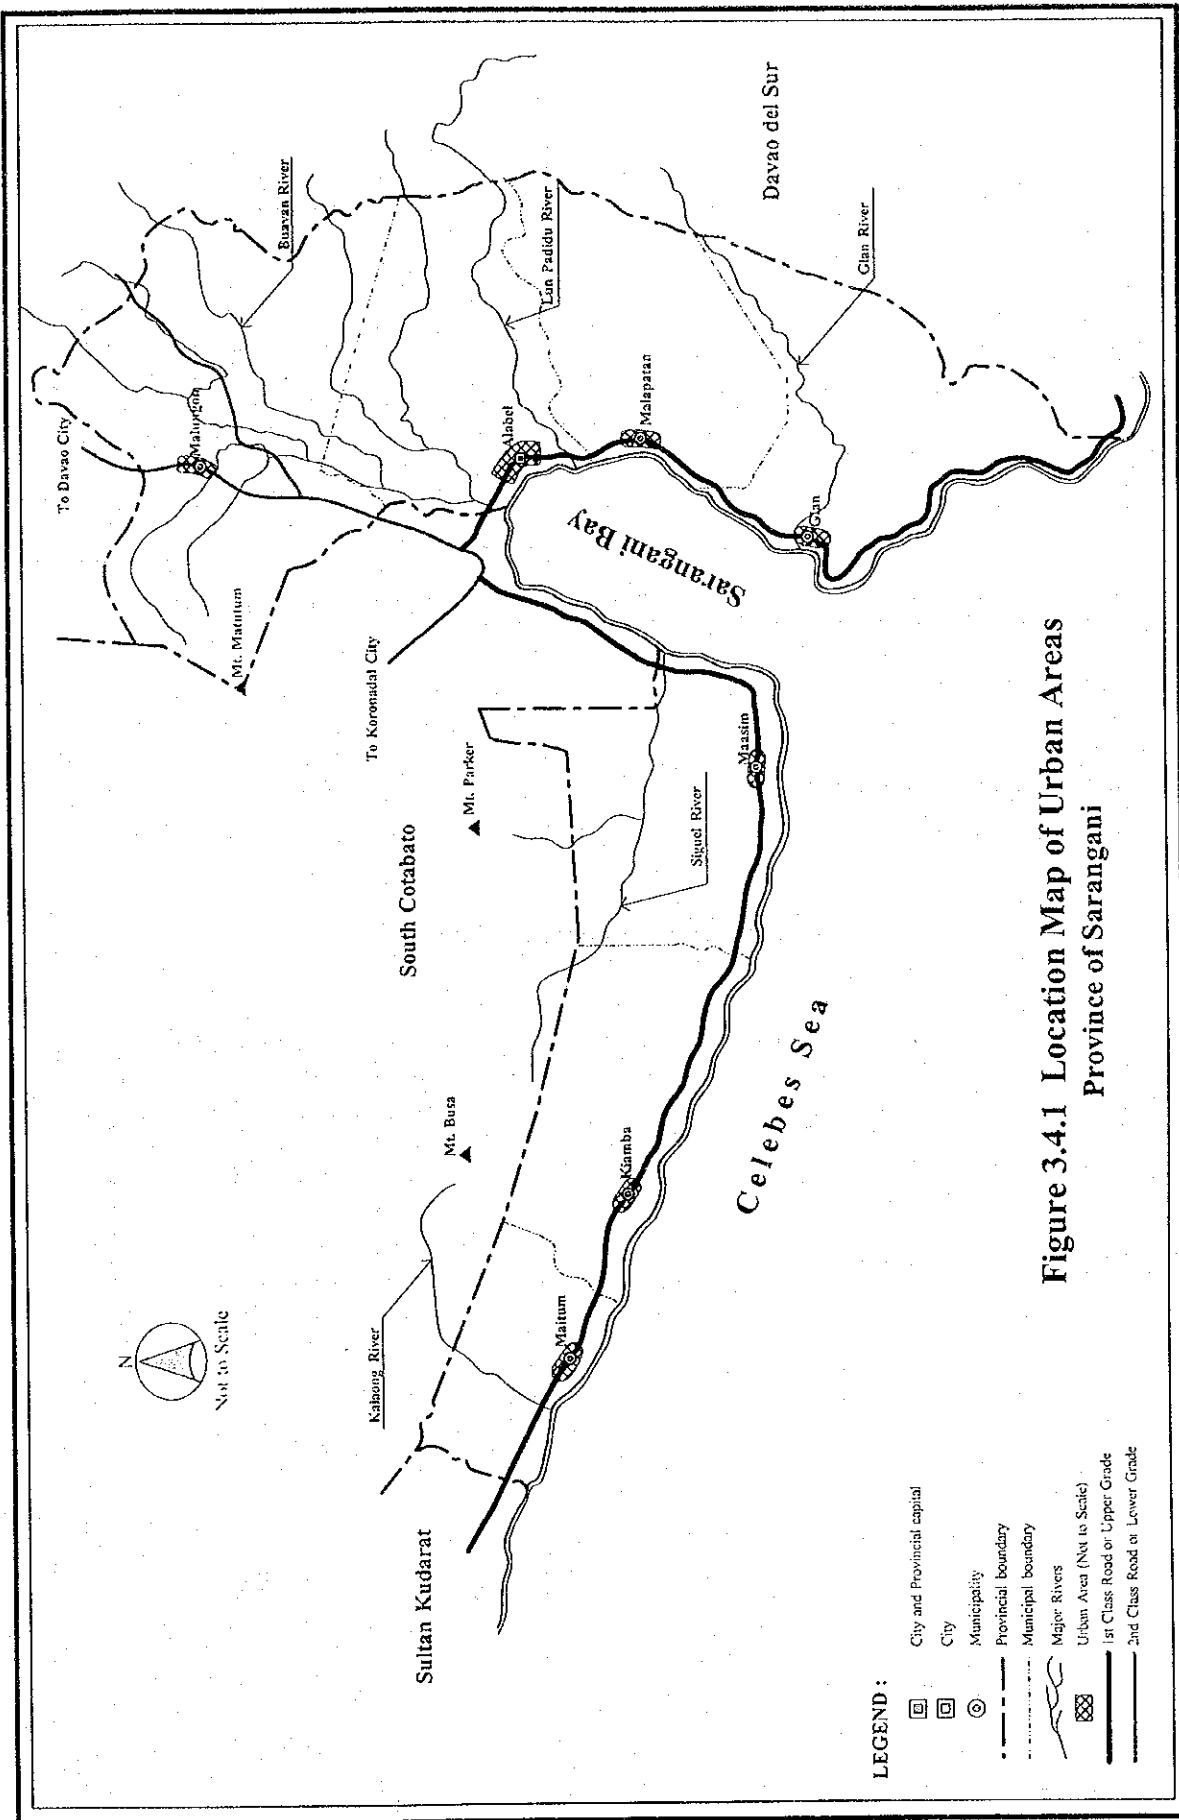 To Davao City
Malungon
Buayan River
Mt. Matutum
To Koronadal City
Alabel
Lun Padidu River
Malapatan
Davao del Sur
Glan River
Glan
Sarangani Bay
South Cotabato
Mt. Parker
Siguel River
Maasim
Mt. Busa
Kiamba
Celebes Sea
N
Not to Scale
River
Maitum
Sultan Kudarat
LEGEND :
City and Provincial capital
City
Municipality
Provincial boundary
Municipal boundary
Major Rivers
Urban Area (Not to Scale)
1st Class Road or Upper Grade
2nd Class Road or Lower Grade
Figure 3.4.1 Location Map of Urban Areas
Province of Sarangani